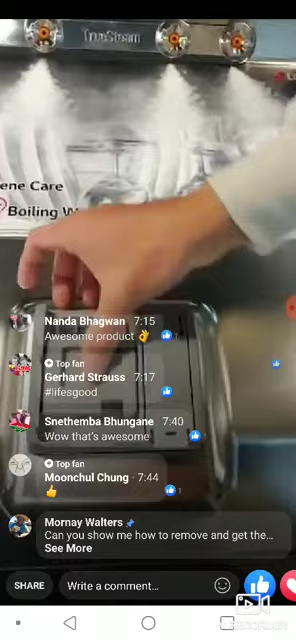 TrueSteam
ene Care
Boiling W
Nanda Bhagwan 7:15
Awesome product 👌
Top fan
Gerhard Strauss 7:17
#lifesgood
Snethemba Bhungane 7:40
Wow that's awesome
Top fan
Moonchul Chung · 7:44
👍 1
Mornay Walters
Can you show me how to remove and get the...
See More
SHARE
Write a comment...